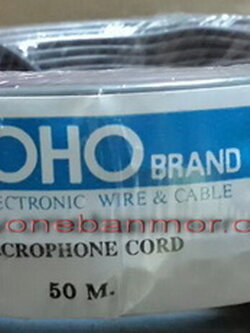 OHO BRAND
ECTRONIC WIRE & CABLE
onebanmor.c
CROPHONE CORD
50 M.